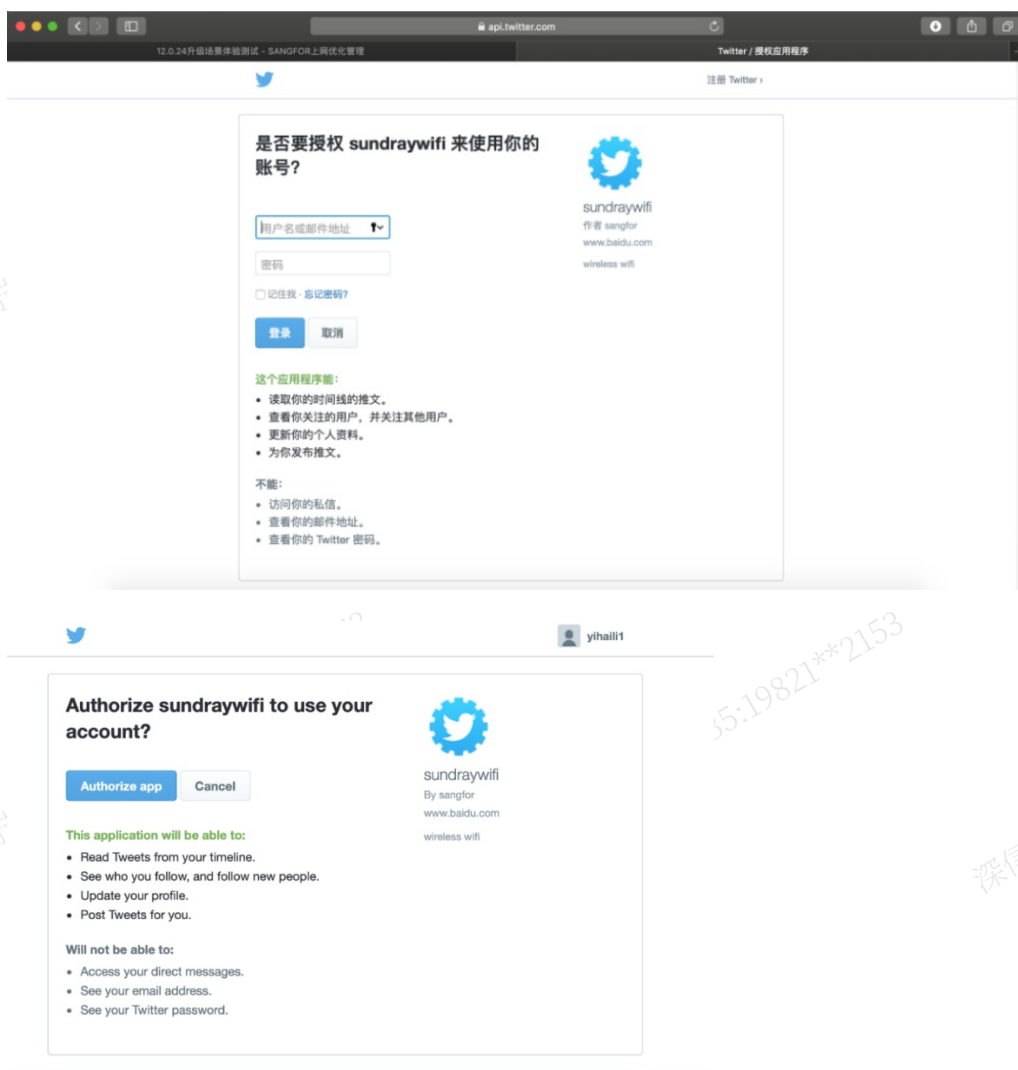 api.twitter.com
12.0.24升级场景体验测试 - SANGFOR上网优化管理
Twitter / 授权应用程序
注册 Twitter ›
是否要授权 sundraywifi 来使用你的
账号?
用户名或邮件地址
密码
记住我 · 忘记密码?
登录
取消
sundraywifi
作者 sangfor
www.baidu.com
wireless wifi
这个应用程序能:
• 读取你的时间线的推文。
• 查看你关注的用户，并关注其他用户。
• 更新你的个人资料。
• 为你发布推文。
不能:
• 访问你的私信。
• 查看你的邮件地址。
• 查看你的 Twitter 密码。
yihaili1
Authorize sundraywifi to use your
account?
Authorize app
Cancel
sundraywifi
By sangfor
www.baidu.com
wireless wifi
This application will be able to:
• Read Tweets from your timeline.
• See who you follow, and follow new people.
• Update your profile.
• Post Tweets for you.
Will not be able to:
• Access your direct messages.
• See your email address.
• See your Twitter password.
35:19821**2153